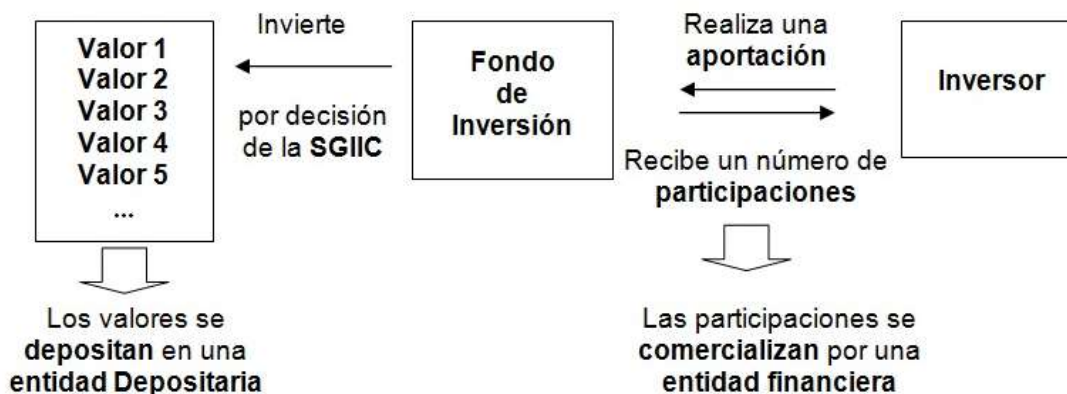 Valor 1
Valor 2
Valor 3
Valor 4
Valor 5
...
Invierte
por decisión
de la SGIIC
Fondo
de
Inversión
Realiza una
aportación
Recibe un número de
participaciones
Inversor
Los valores se
depositan en una
entidad Depositaria
Las participaciones se
comercializan por una
entidad financiera